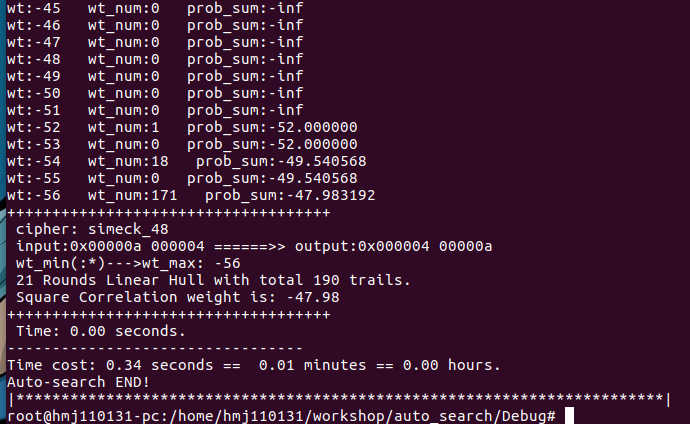 wt:-45   wt_num:0   prob_sum:-inf
wt:-46   wt_num:0   prob_sum:-inf
wt:-47   wt_num:0   prob_sum:-inf
wt:-48   wt_num:0   prob_sum:-inf
wt:-49   wt_num:0   prob_sum:-inf
wt:-50   wt_num:0   prob_sum:-inf
wt:-51   wt_num:0   prob_sum:-inf
wt:-52   wt_num:1   prob_sum:-52.000000
wt:-53   wt_num:0   prob_sum:-52.000000
wt:-54   wt_num:18   prob_sum:-49.540568
wt:-55   wt_num:0   prob_sum:-49.540568
wt:-56   wt_num:171   prob_sum:-47.983192
++++++++++++++++++++++++++++++++++++
 cipher: simeck_48
 input:0x00000a 000004 ======>> output:0x000004 00000a
 wt_min(:*)--->wt_max: -56
 21 Rounds Linear Hull with total 190 trails.
 Square Correlation weight is: -47.98
++++++++++++++++++++++++++++++++++++
 Time: 0.00 seconds.
---------------------------------
Time cost: 0.34 seconds ==  0.01 minutes == 0.00 hours.
Auto-search END!
|************************************************************************|
root@hmj110131-pc:/home/hmj110131/workshop/auto_search/Debug#